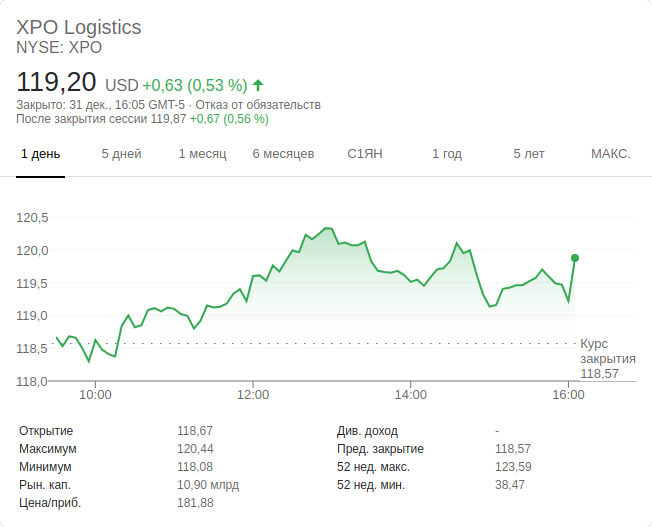 XPO Logistics
NYSE: XPO
119,20 USD +0,63 (0,53 %)
Закрыто: 31 дек., 16:05 GMT-5 · Отказ от обязательств
После закрытия сессии 119,87 +0,67 (0,56 %)
1 день 5 дней 1 месяц 6 месяцев С1ЯН 1 год 5 лет МАКС.
120,5
120,0
119,5
119,0
118,5
118,0
Курс
закрытия
118,57
10:00 12:00 14:00 16:00
Открытие 118,67 Див. доход -
Максимум 120,44 Пред. закрытие 118,57
Минимум 118,08 52 нед. макс. 123,59
Рын. кап. 10,90 млрд 52 нед. мин. 38,47
Цена/приб. 181,88